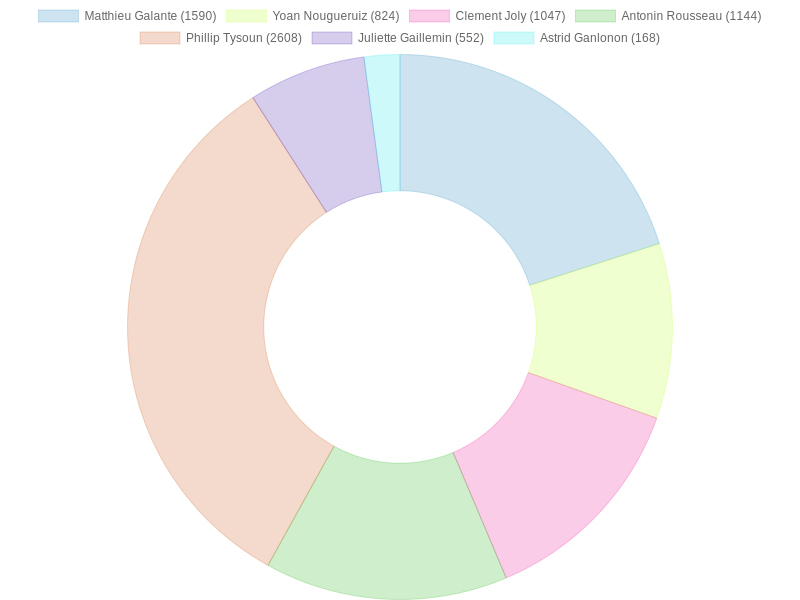 Matthieu Galante (1590) Yoan Nougueruiz (824) Clement Joly (1047) Antonin Rousseau (1144)
Phillip Tysoun (2608) Juliette Gaillemin (552) Astrid Ganlonon (168)